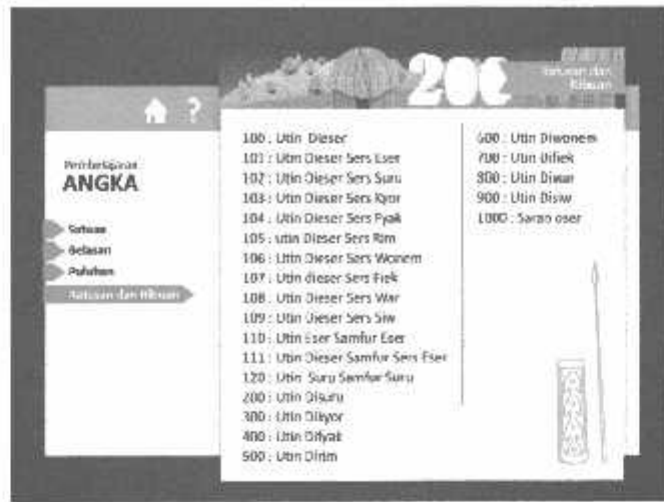 200
Ratusan dan
Ribuan
?
Pembelajaran
ANGKA
Satuan
Belasan
Puluhan
Ratusan dan Ribuan
100 : Utin Dieser
101 : Utin Dieser Sers Eser
102 : Utin Dieser Sers Suru
103 : Utin Dieser Sers Kyor
104 : Utin Dieser Sers Fyak
105 : utin Dieser Sers Rim
106 : Utin Dieser Sers Wonem
107 : Utin dieser Sers Fiek
108 : Utin Dieser Sers War
109 : Utin Dieser Sers Siw
110 : Utin Eser Samfur Eser
111 : Utin Dieser Samfur Sers Eser
120 : Utin Suru Samfur Suru
200 : Utin Disuru
300 : Utin Dikyor
400 : Utin Difyak
500 : Utin Dirim
600 : Utin Diwonem
700 : Utin Difiek
800 : Utin Diwar
900 : Utin Disiw
1000 : Saran oser